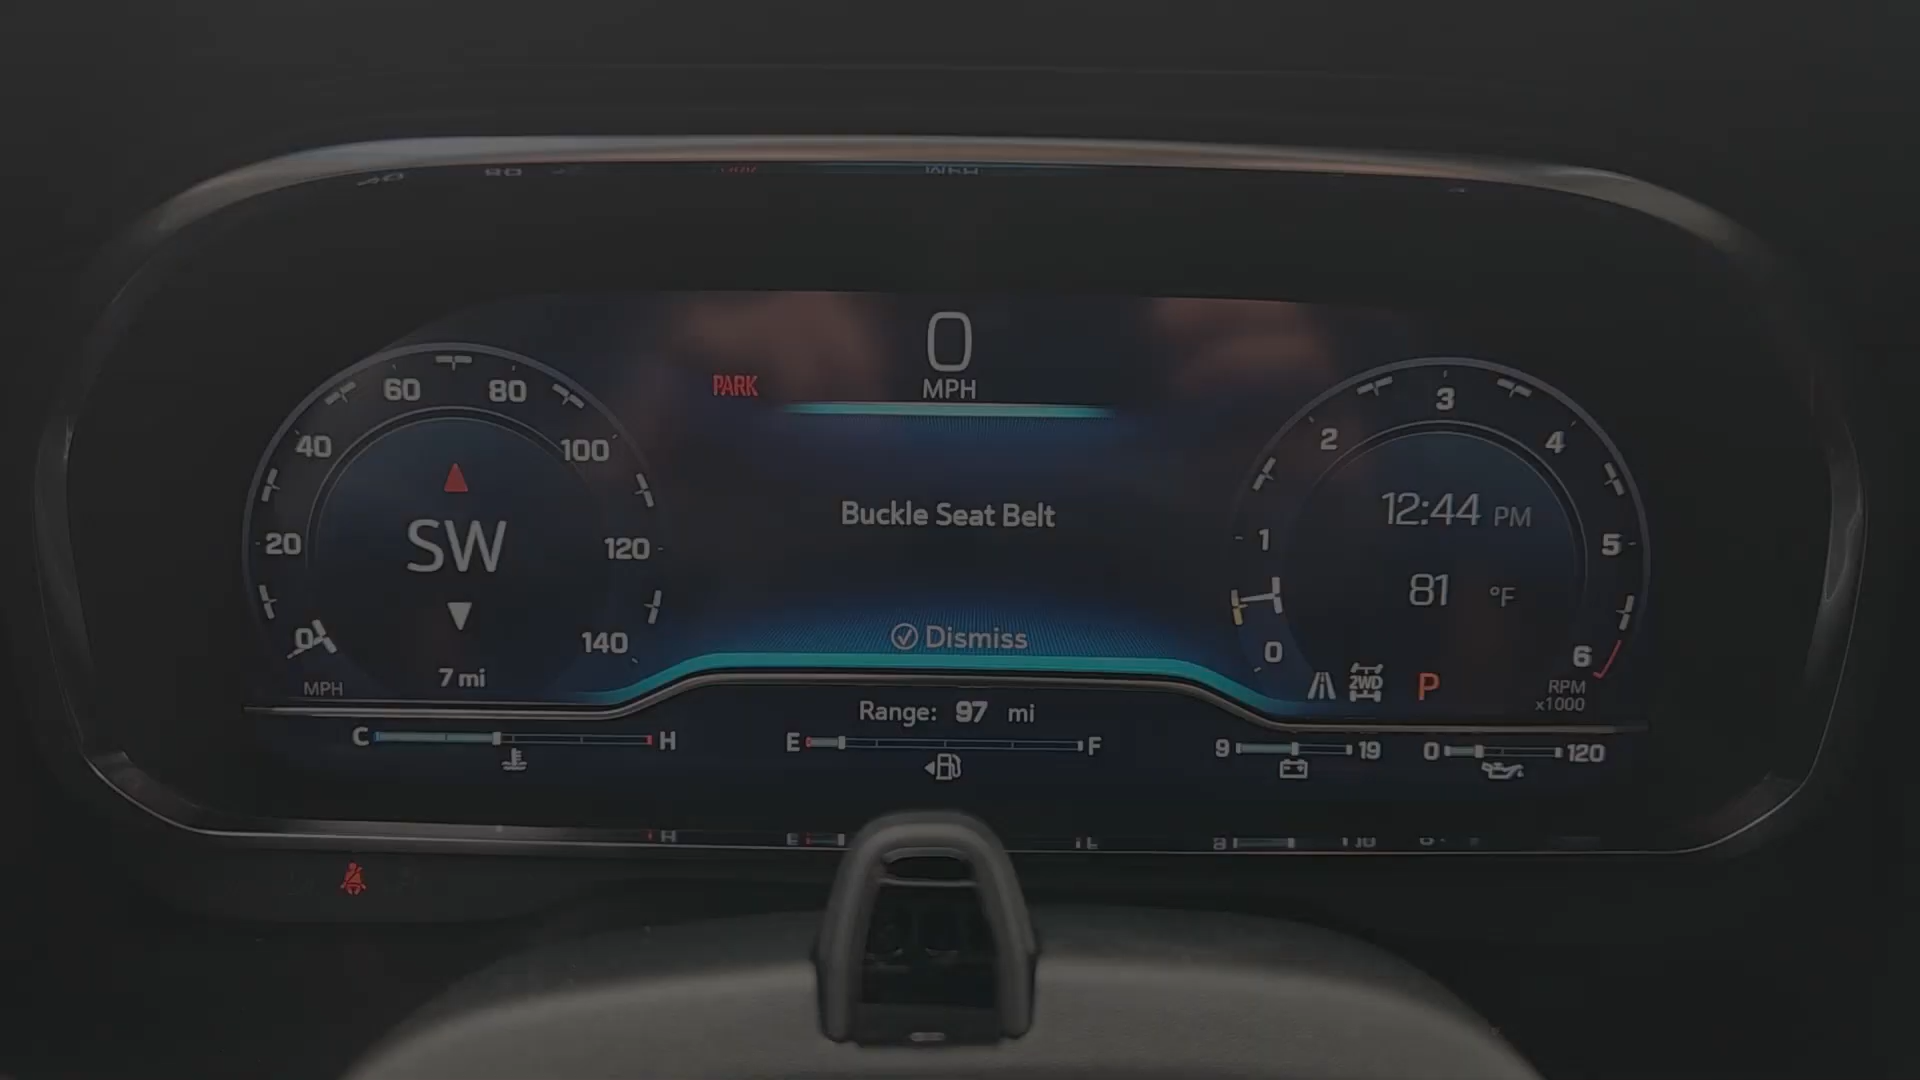 0
MPH
PARK
0
20
40
60
80
100
120
140
MPH
SW
7 mi
Buckle Seat Belt
Dismiss
0
1
2
3
4
5
6
RPM
x1000
12:44 PM
81 °F
2WD
P
Range: 97 mi
C H
E F
9 19
0 120